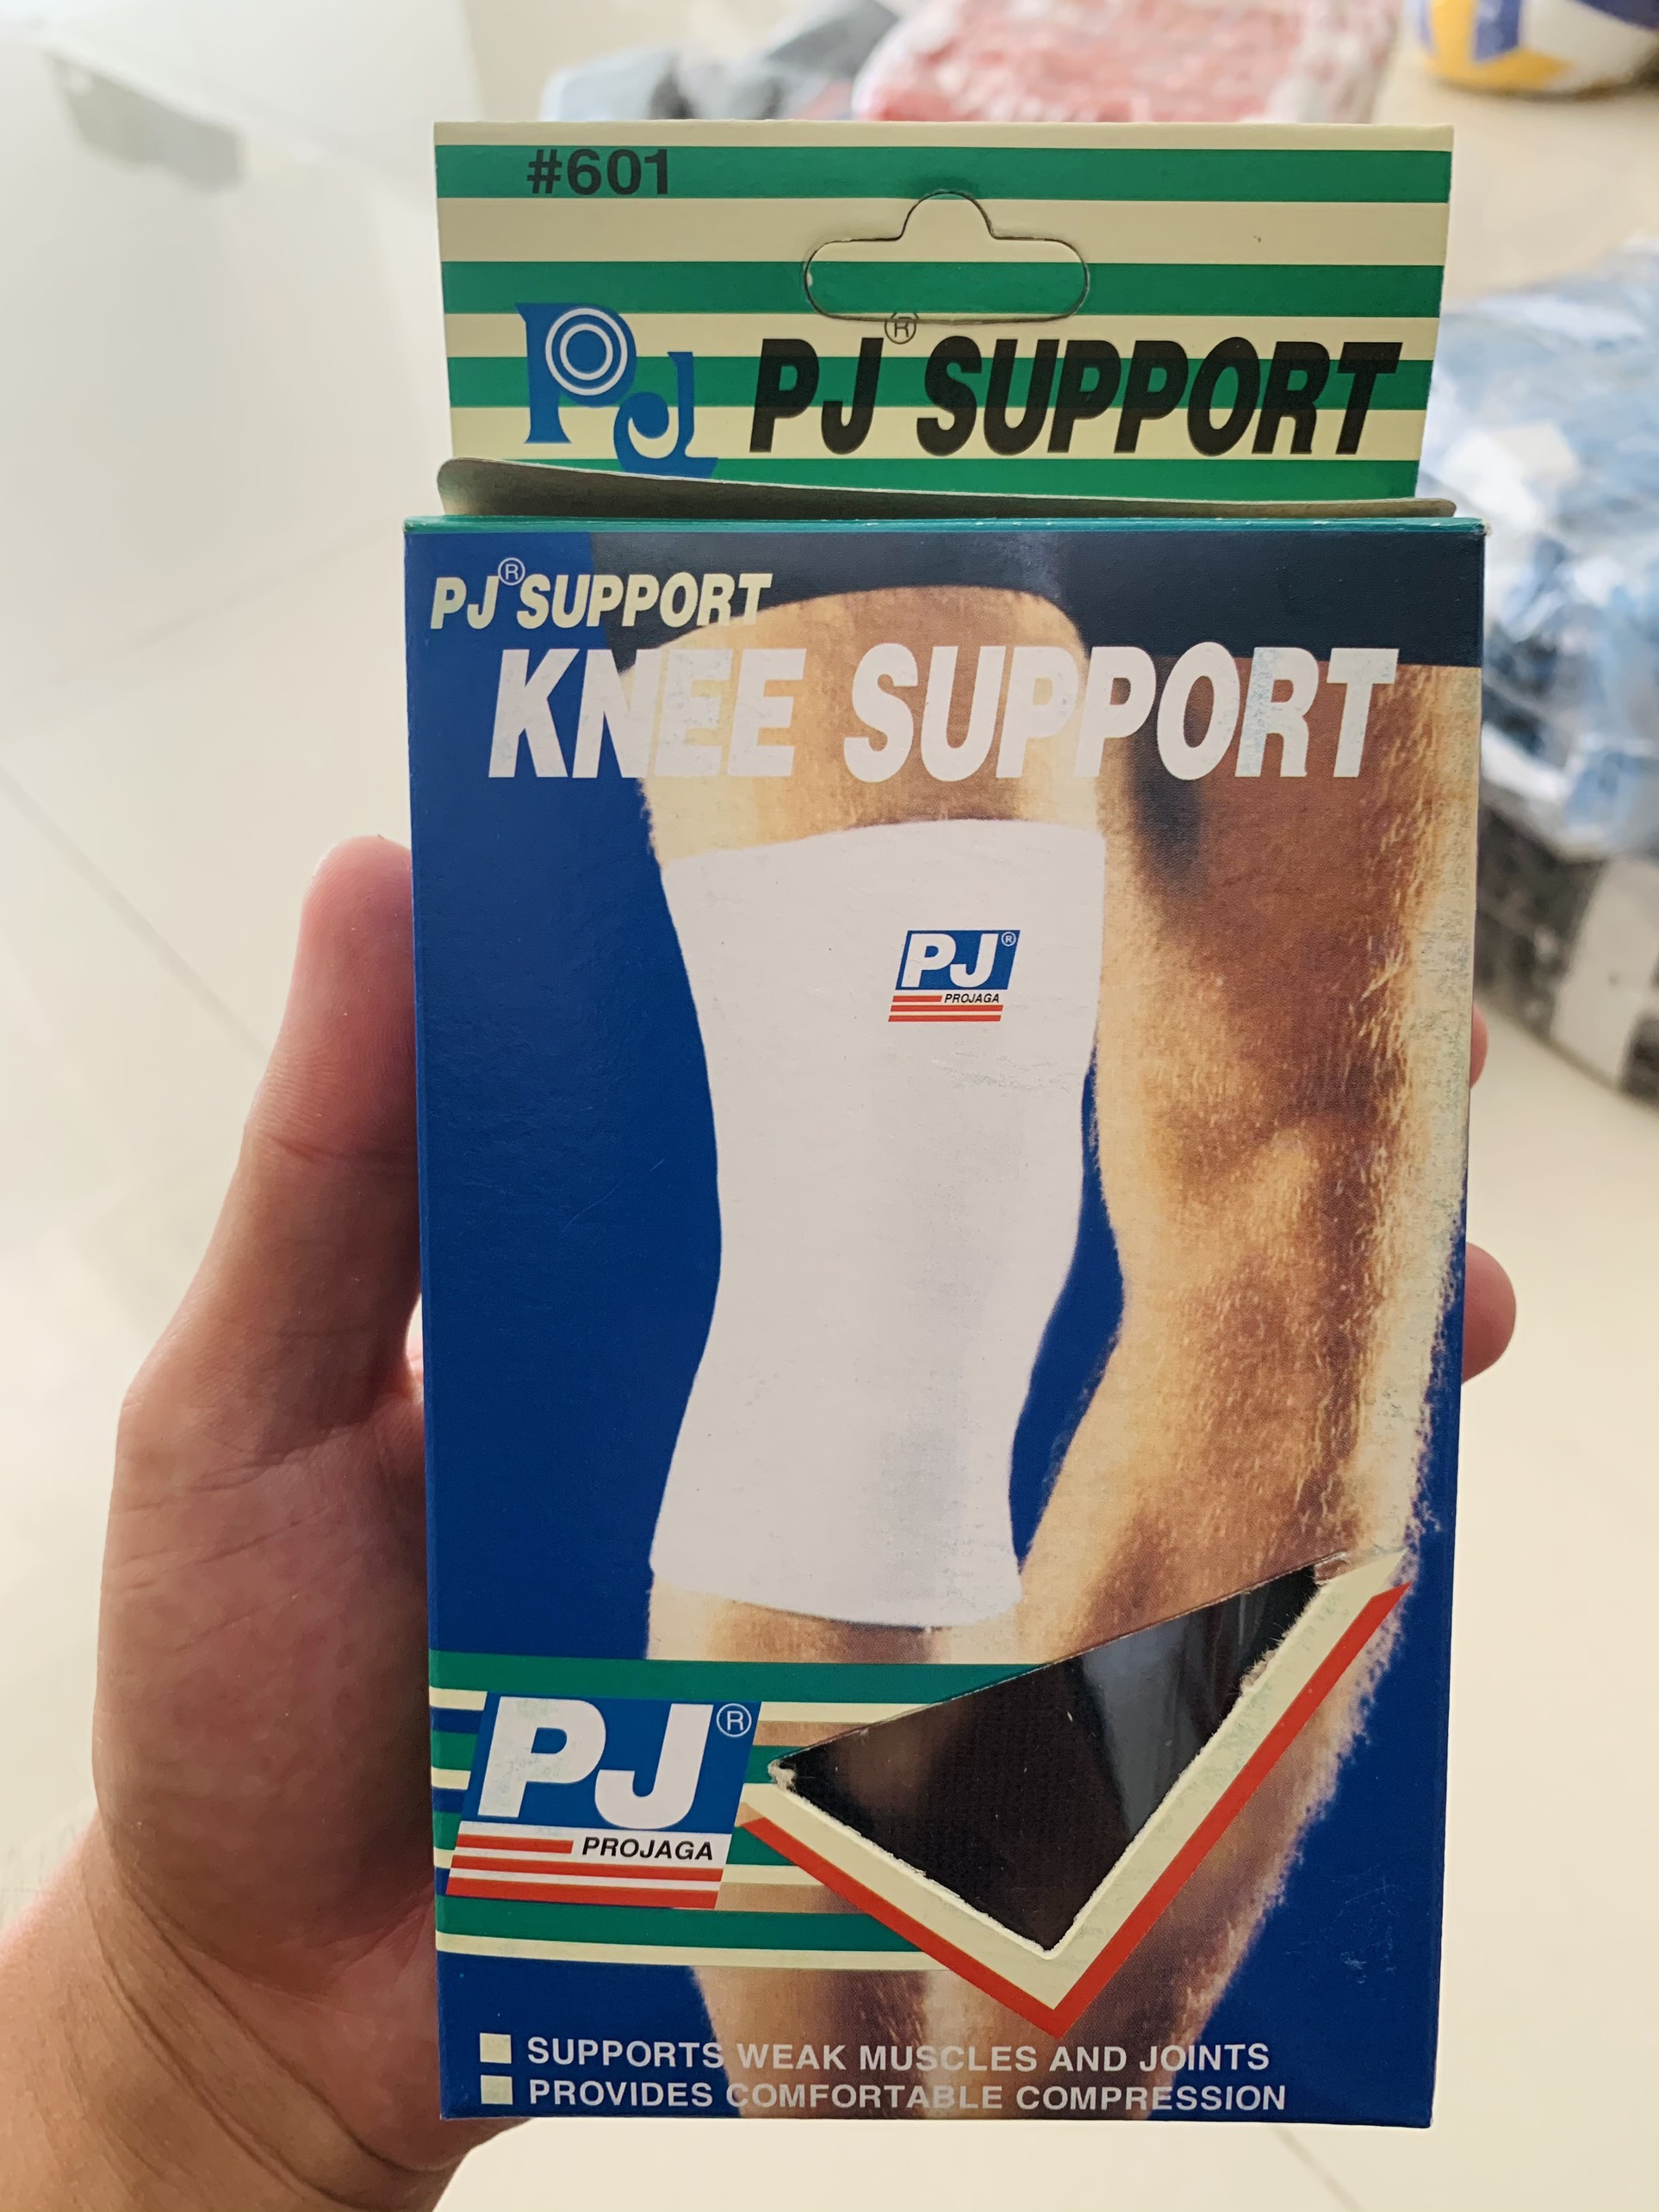 #601
PJ
PJ® SUPPORT
PJ® SUPPORT
KNEE SUPPORT
PJ®
PROJAGA
PJ®
PROJAGA
SUPPORTS WEAK MUSCLES AND JOINTS
PROVIDES COMFORTABLE COMPRESSION